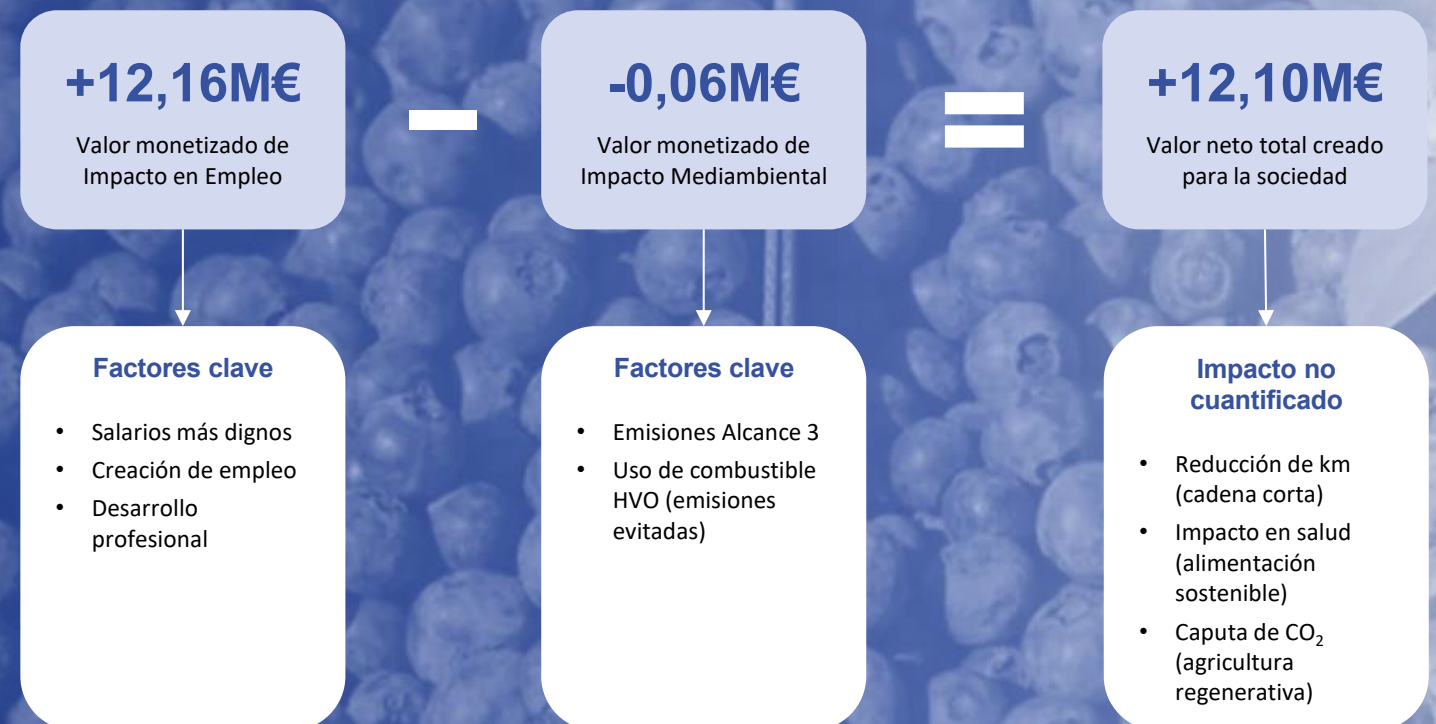 +12,16M€
Valor monetizado de
Impacto en Empleo
-0,06M€
Valor monetizado de
Impacto Mediambiental
+12,10M€
Valor neto total creado
para la sociedad
Factores clave
• Salarios más dignos
• Creación de empleo
• Desarrollo
profesional
Factores clave
• Emisiones Alcance 3
• Uso de combustible
HVO (emisiones
evitadas)
Impacto no
cuantificado
• Reducción de km
(cadena corta)
• Impacto en salud
(alimentación
sostenible)
• Caputa de CO₂
(agricultura
regenerativa)